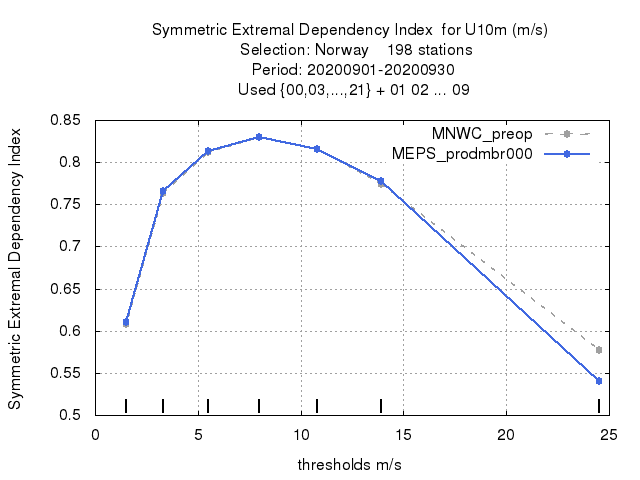 Symmetric Extremal Dependency Index  for U10m (m/s)
Selection: Norway    198 stations
Period: 20200901-20200930
Used {00,03,...,21} + 01 02 ... 09
MNWC_preop
MEPS_prodmbr000
Symmetric Extremal Dependency Index
0.85
0.8
0.75
0.7
0.65
0.6
0.55
0.5
0 5 10 15 20 25
thresholds m/s